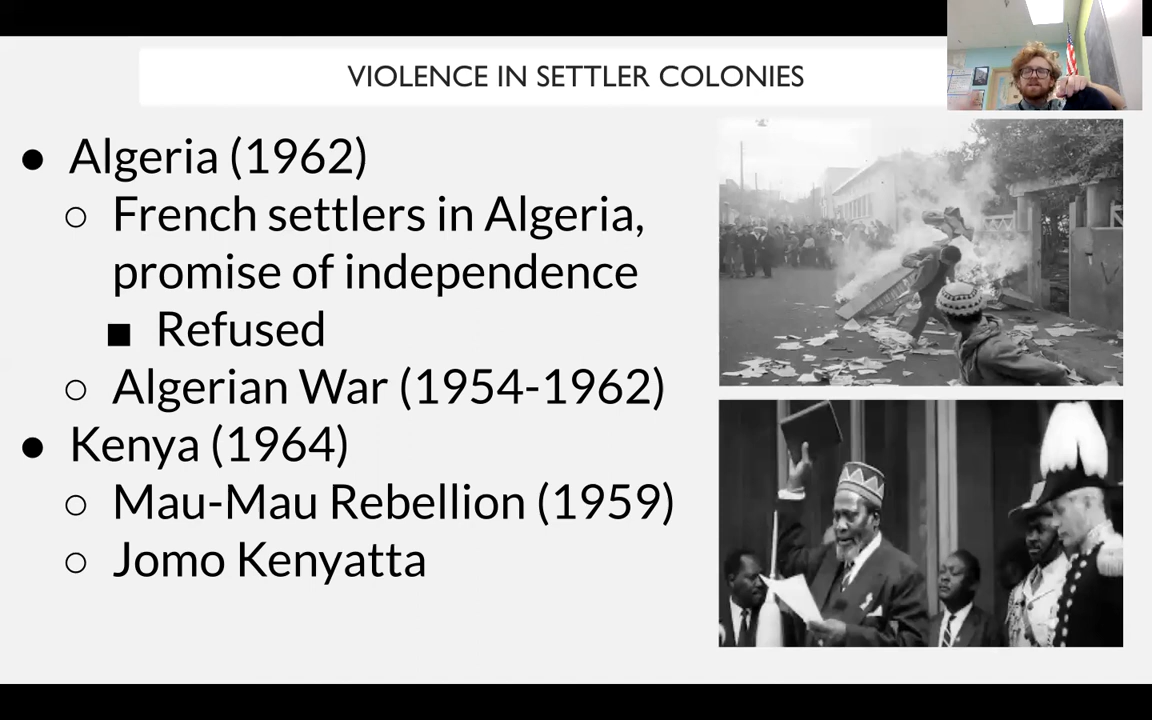 VIOLENCE IN SETTLER COLONIES
● Algeria (1962)
○ French settlers in Algeria,
promise of independence
■ Refused
○ Algerian War (1954-1962)
● Kenya (1964)
○ Mau-Mau Rebellion (1959)
○ Jomo Kenyatta